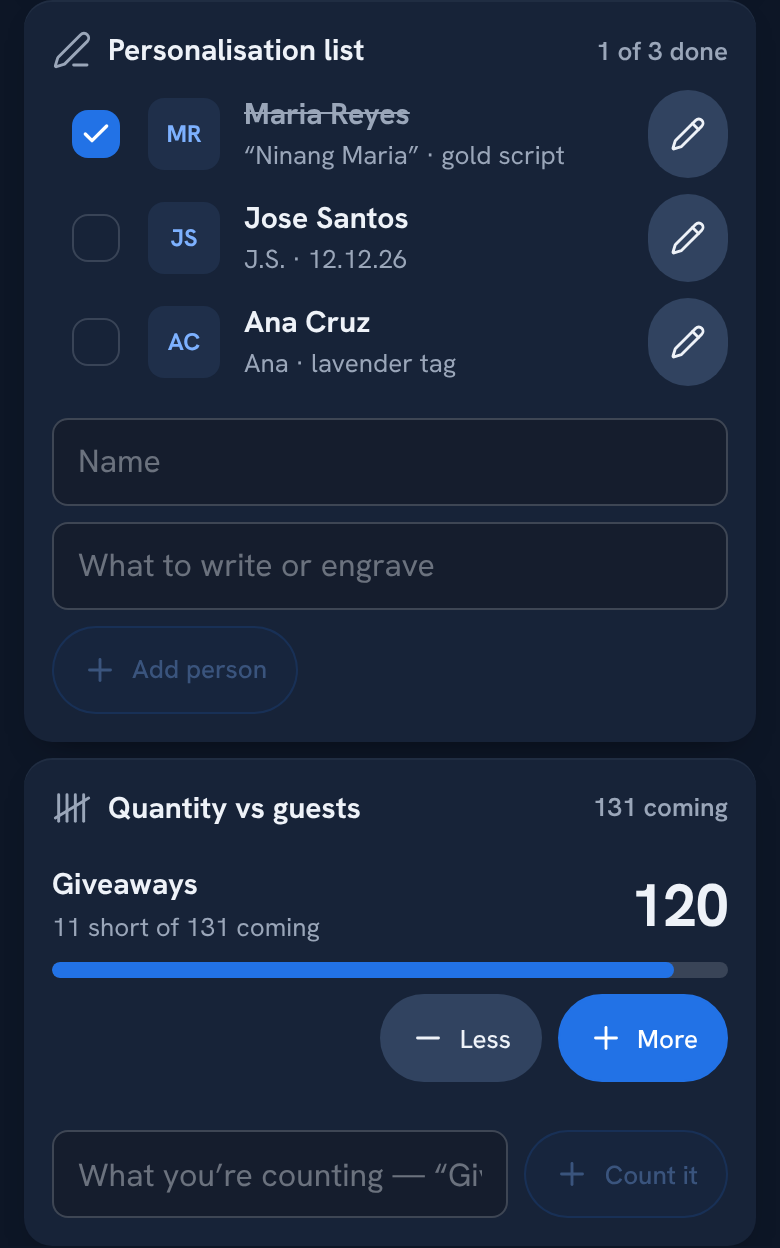 Personalisation list
1 of 3 done
MR
Maria Reyes
“Ninang Maria” · gold script
JS
Jose Santos
J.S. · 12.12.26
AC
Ana Cruz
Ana · lavender tag
Name
What to write or engrave
+ Add person
Quantity vs guests
131 coming
Giveaways
11 short of 131 coming
120
− Less
+ More
What you’re counting — “Giv
+ Count it